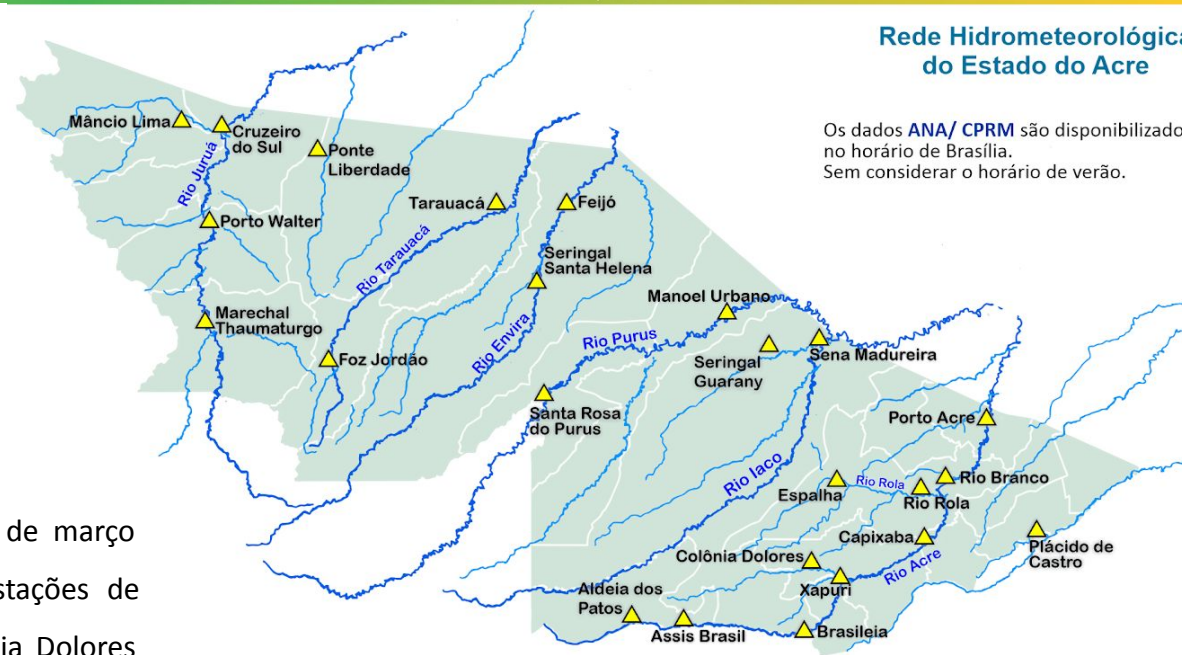 Rede Hidrometeorológica
do Estado do Acre
Os dados ANA/ CPRM são disponibilizado
no horário de Brasília.
Sem considerar o horário de verão.
Mâncio Lima
Cruzeiro
do Sul
Ponte
Liberdade
Rio Juruá
Porto Walter
Tarauacá
Feijó
Rio Tarauacá
Seringal
Santa Helena
Marechal
Thaumaturgo
Foz Jordão
Rio Envira
Manoel Urbano
Rio Purus
Seringal
Guarany
Sena Madureira
Santa Rosa
do Purus
Porto Acre
Rio Iaco
Espalha
Rio Rola
Rio Rola
Rio Branco
Capixaba
Plácido de
Castro
Colônia Dolores
Rio Acre
Xapuri
Aldeia dos
Patos
Assis Brasil
Brasileia
de março
stações de
ia Dolores